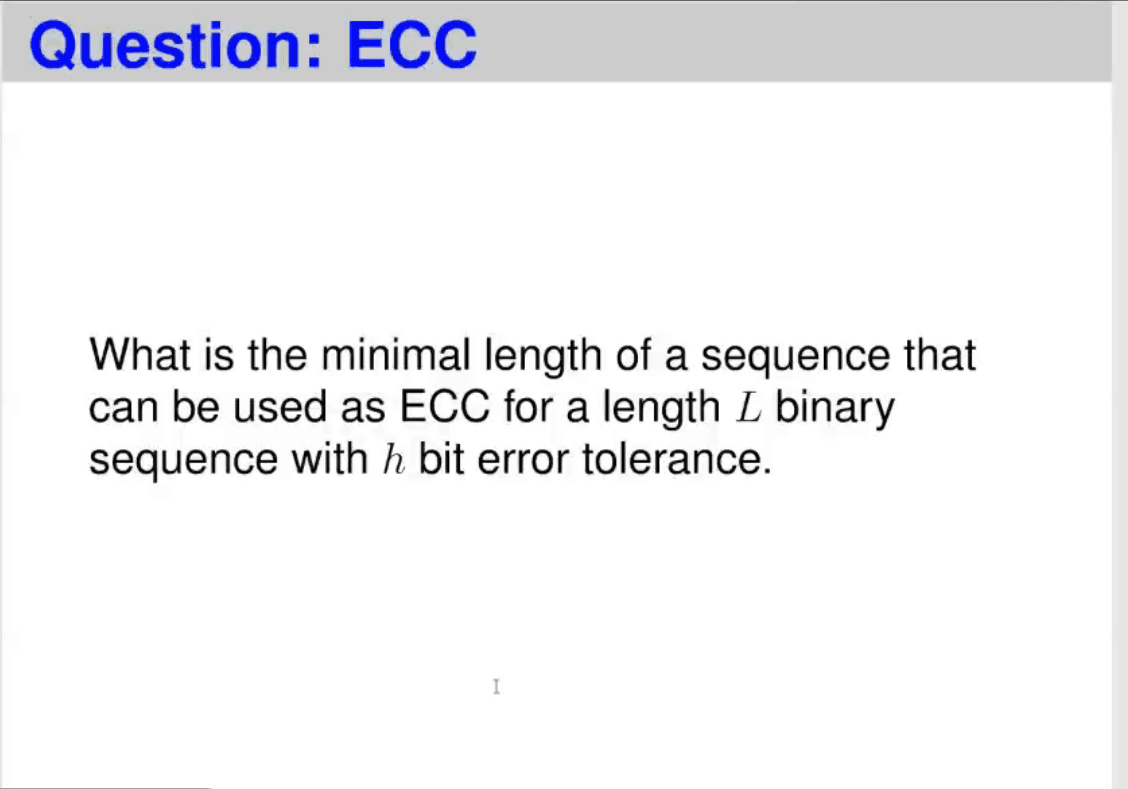 Question: ECC
What is the minimal length of a sequence that
can be used as ECC for a length L binary
sequence with h bit error tolerance.